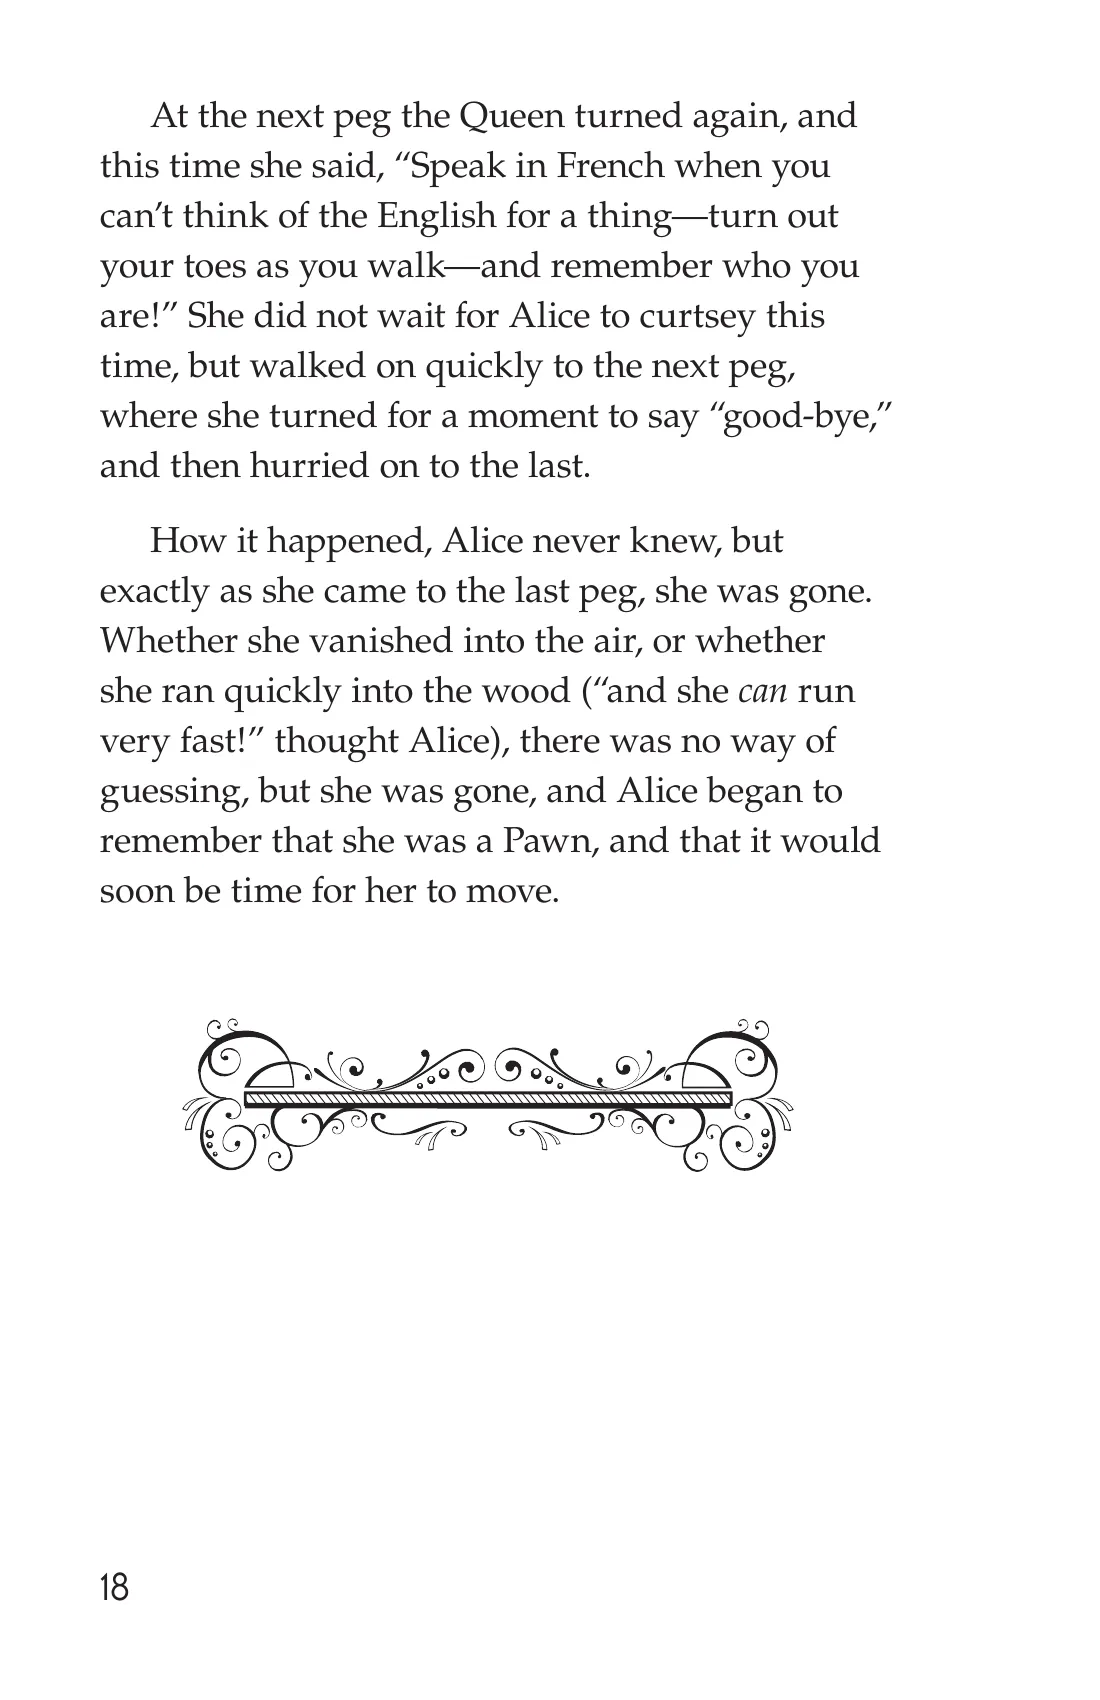 At the next peg the Queen turned again, and
this time she said, “Speak in French when you
can’t think of the English for a thing—turn out
your toes as you walk—and remember who you
are!” She did not wait for Alice to curtsey this
time, but walked on quickly to the next peg,
where she turned for a moment to say “good-bye,”
and then hurried on to the last.
How it happened, Alice never knew, but
exactly as she came to the last peg, she was gone.
Whether she vanished into the air, or whether
she ran quickly into the wood (“and she can run
very fast!” thought Alice), there was no way of
guessing, but she was gone, and Alice began to
remember that she was a Pawn, and that it would
soon be time for her to move.
18